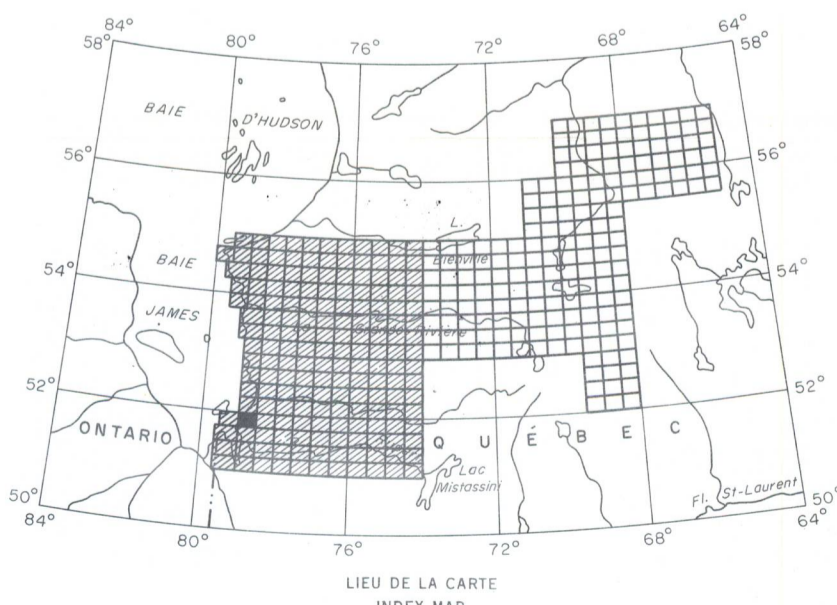 84°
58°
80°
76°
72°
68°
64°
58°
BAIE
D'HUDSON
56°
56°
L.
Bienville
BAIE
54°
54°
JAMES
La Grande Rivière
52°
52°
ONTARIO
QUÉBEC
Lac
Mistassini
Fl. St-Laurent
50°
50°
84°
80°
76°
72°
68°
64°
LIEU DE LA CARTE
INDEX MAP